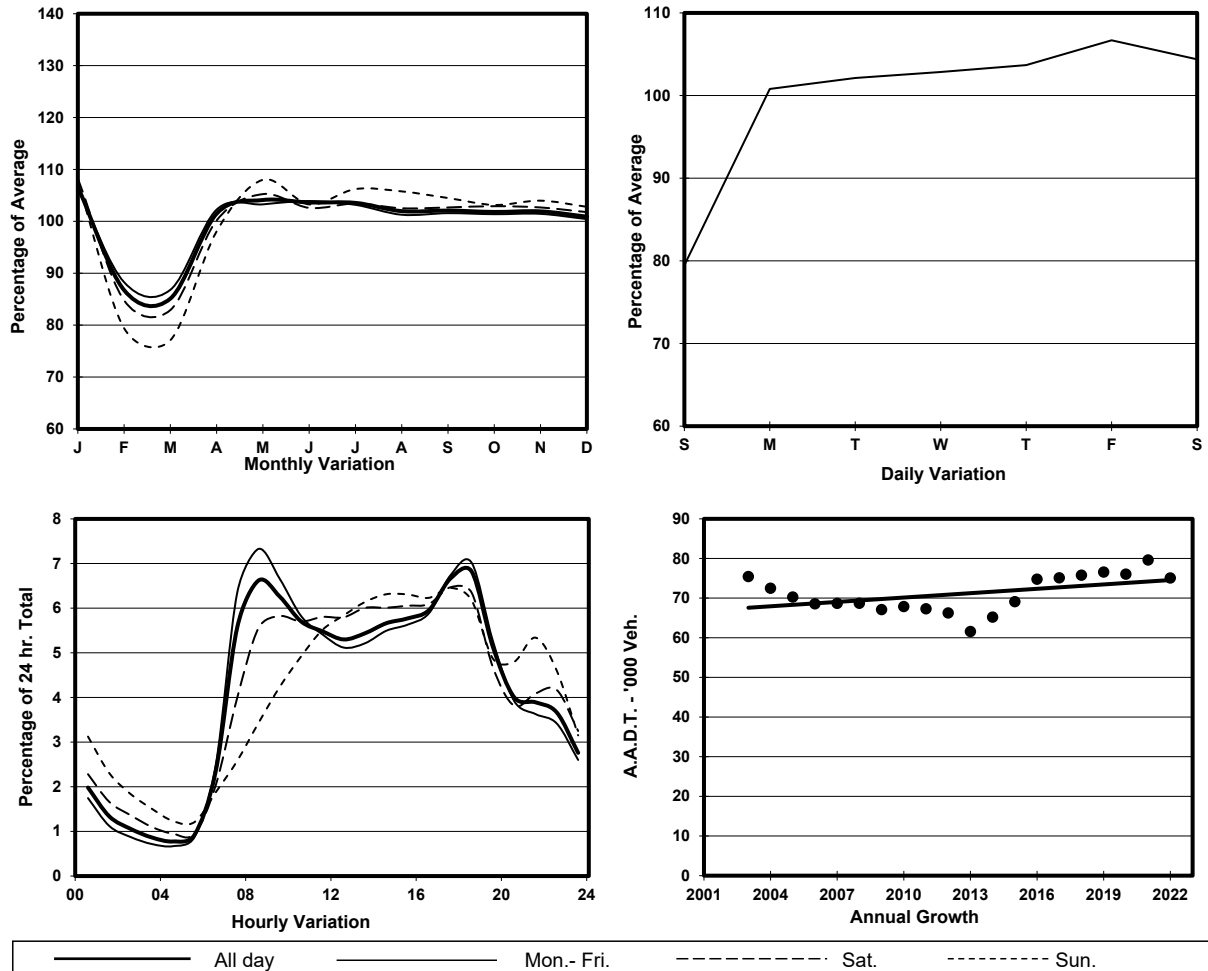 140
130
120
110
100
90
80
70
60
Percentage of Average
J F M A M J J A S O N D
Monthly Variation
110
100
90
80
70
60
Percentage of Average
S M T W T F S
Daily Variation
8
7
6
5
4
3
2
1
0
Percentage of 24 hr. Total
00 04 08 12 16 20 24
Hourly Variation
90
80
70
60
50
40
30
20
10
0
A.A.D.T. - '000 Veh.
2001 2004 2007 2010 2013 2016 2019 2022
Annual Growth
All day Mon.- Fri. Sat. Sun.